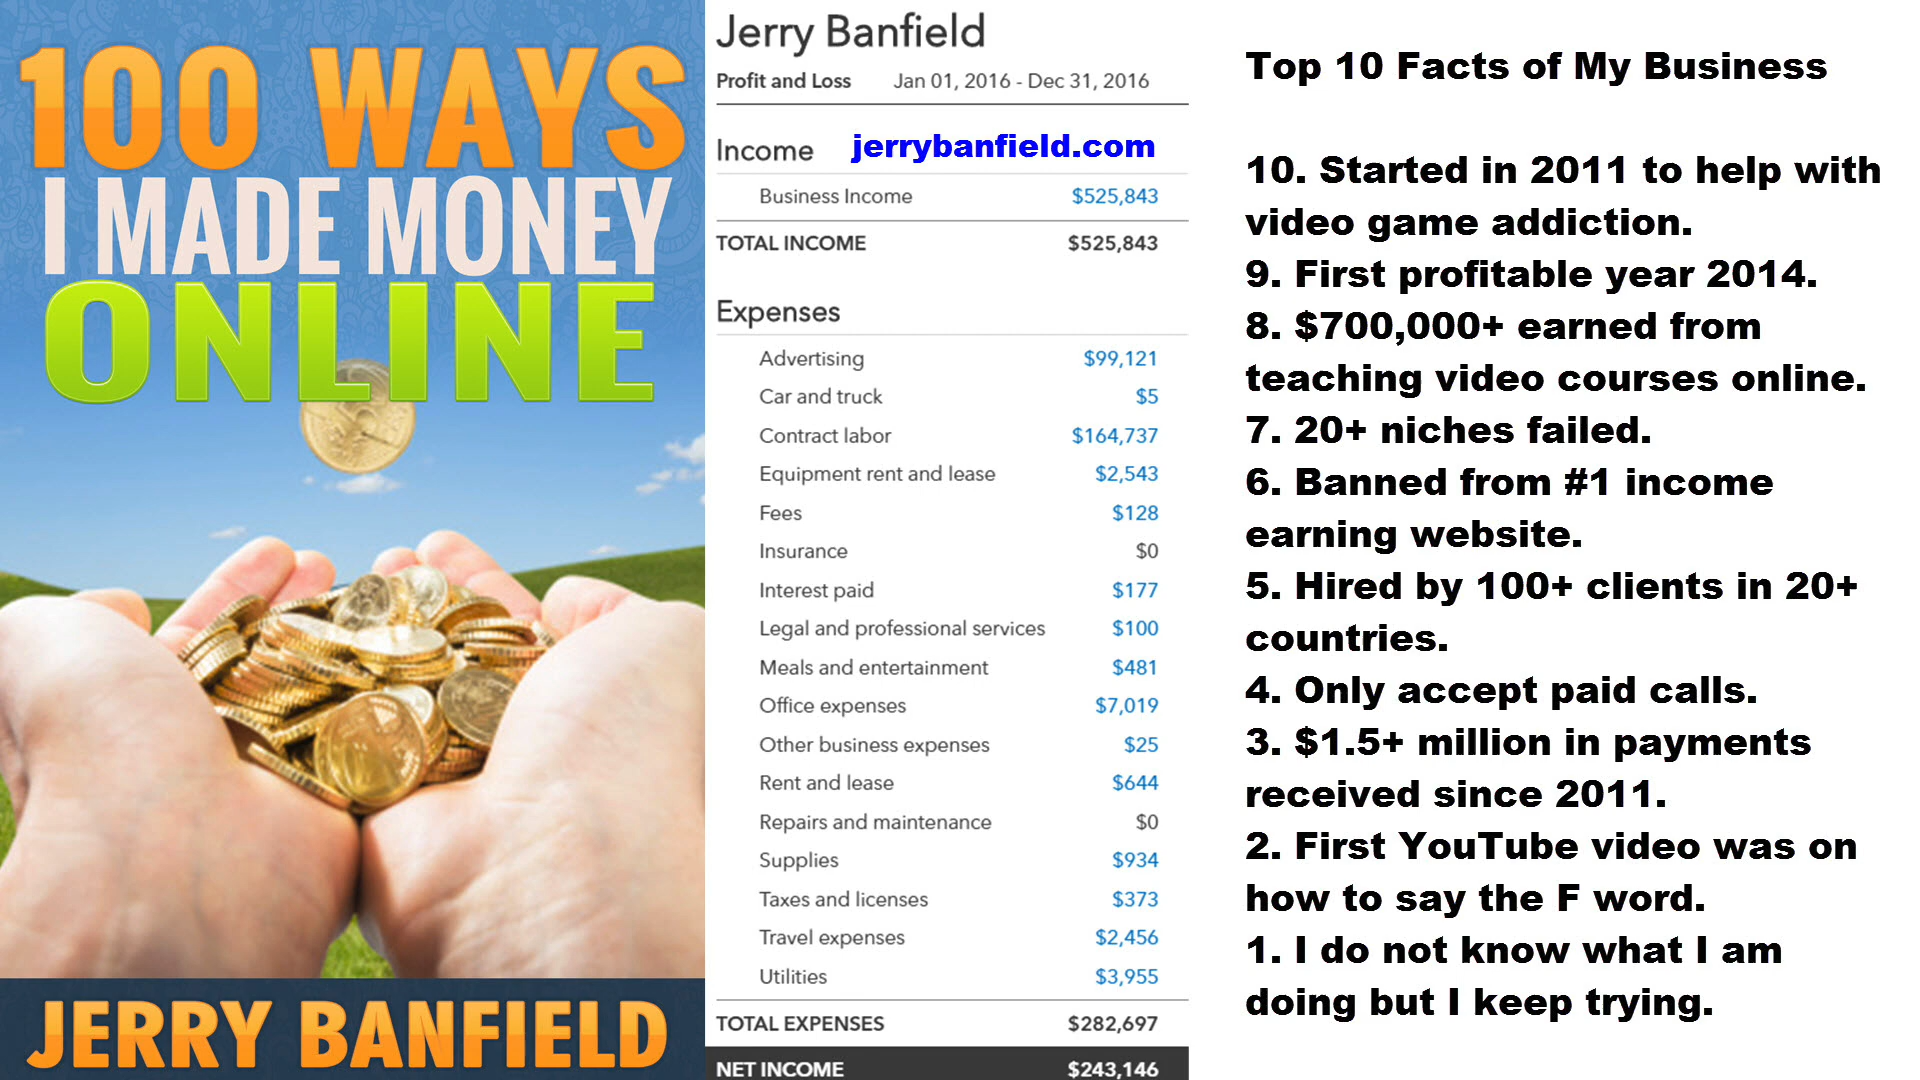 100 WAYS
I MADE MONEY
ONLINE
JERRY BANFIELD
Jerry Banfield
Profit and Loss Jan 01, 2016 - Dec 31, 2016
Income jerrybanfield.com
Business Income $525,843
TOTAL INCOME $525,843
Expenses
Advertising $99,121
Car and truck $5
Contract labor $164,737
Equipment rent and lease $2,543
Fees $128
Insurance $0
Interest paid $177
Legal and professional services $100
Meals and entertainment $481
Office expenses $7,019
Other business expenses $25
Rent and lease $644
Repairs and maintenance $0
Supplies $934
Taxes and licenses $373
Travel expenses $2,456
Utilities $3,955
TOTAL EXPENSES $282,697
NET INCOME $243,146
Top 10 Facts of My Business
10. Started in 2011 to help with
video game addiction.
9. First profitable year 2014.
8. $700,000+ earned from
teaching video courses online.
7. 20+ niches failed.
6. Banned from #1 income
earning website.
5. Hired by 100+ clients in 20+
countries.
4. Only accept paid calls.
3. $1.5+ million in payments
received since 2011.
2. First YouTube video was on
how to say the F word.
1. I do not know what I am
doing but I keep trying.